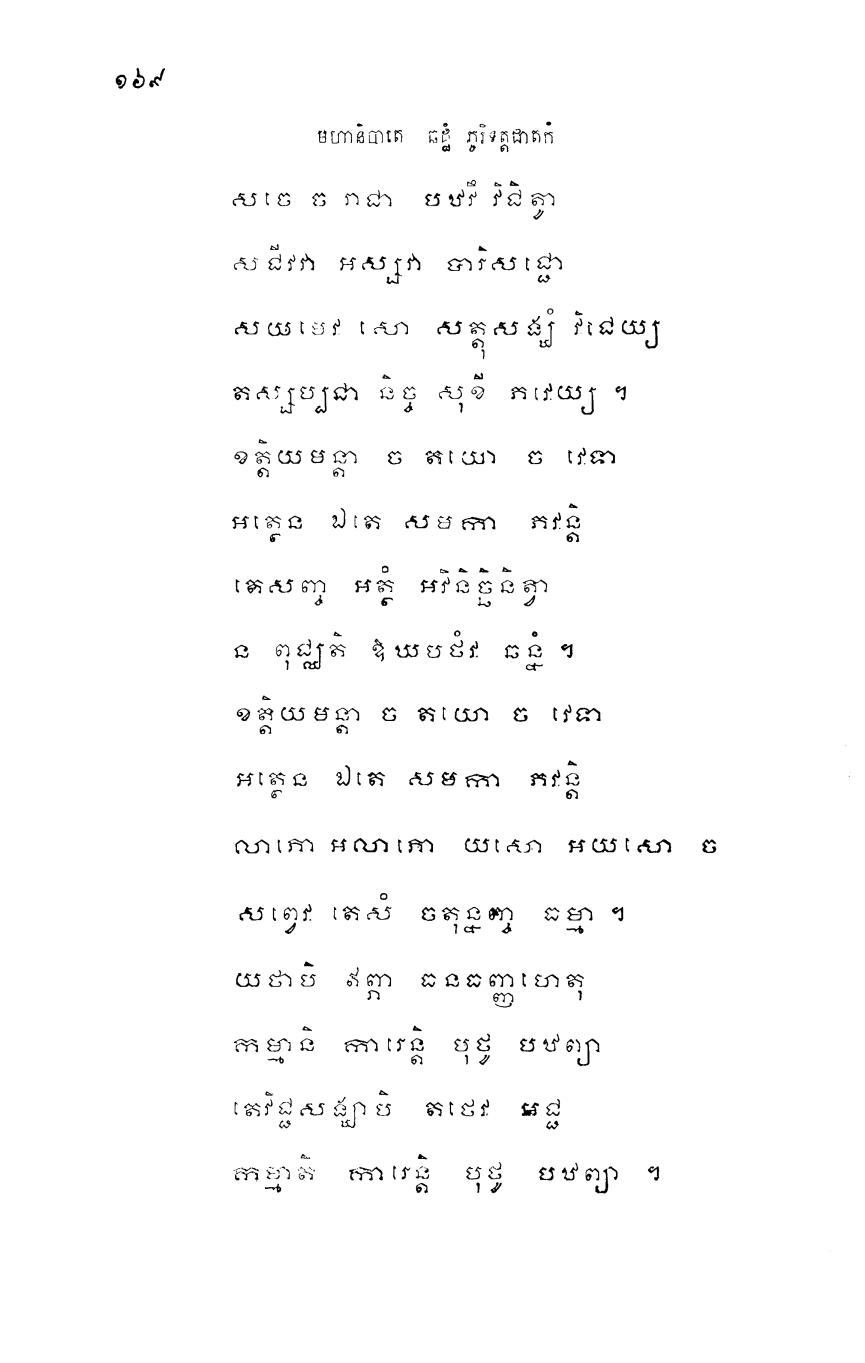 ១៦៩
មហានិបាតេ ឆដ្ឋំ ភូរិទត្តជាតកំ
សចេ ច រាជា បឋវឹ វិជិត្វា
សជីវវា អស្សវា បារិសជ្ជោ
សយមេវ សោ សត្តុសង្ឃំ វិជេយ្យ
តស្សប្បជា និច្ច សុខី ភវេយ្យ ។
ខត្តិយមន្តា ច តយោ ច វេទា
អត្ថេន ឯតេ សមកា ភវន្តិ
តេសញ្ច អត្ថំ អវិនិច្ឆិនិត្វា
ន ពុជ្ឈតិ ឱឃបថំវ ឆន្នំ ។
ខត្តិយមន្តា ច តយោ ច វេទា
អត្ថេន ឯតេ សមកា ភវន្តិ
លាភោ អលាភោ យសោ អយសោ ច
សព្វេវ តេសំ ចតុន្នញ្ច ធម្មា ។
យថាបិ ឥព្ភា ធនធញ្ញហេតុ
កម្មានិ ការេន្តិ បុថូ បឋព្យា
តេវិជ្ជសង្ឃាបិ តថេវ អជ្ជ
កម្មាតិ ការេន្តិ បុថូ បឋព្យា ។